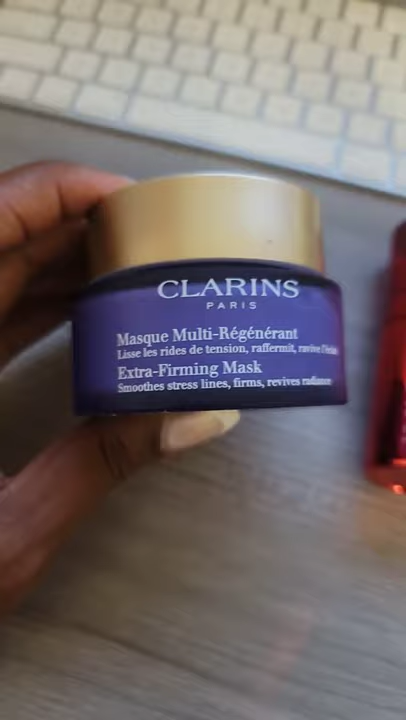 CLARINS
PARIS
Masque Multi-Régénérant
Lisse les rides de tension, raffermit, ravive l'éclat
Extra-Firming Mask
Smoothes stress lines, firms, revives radiance